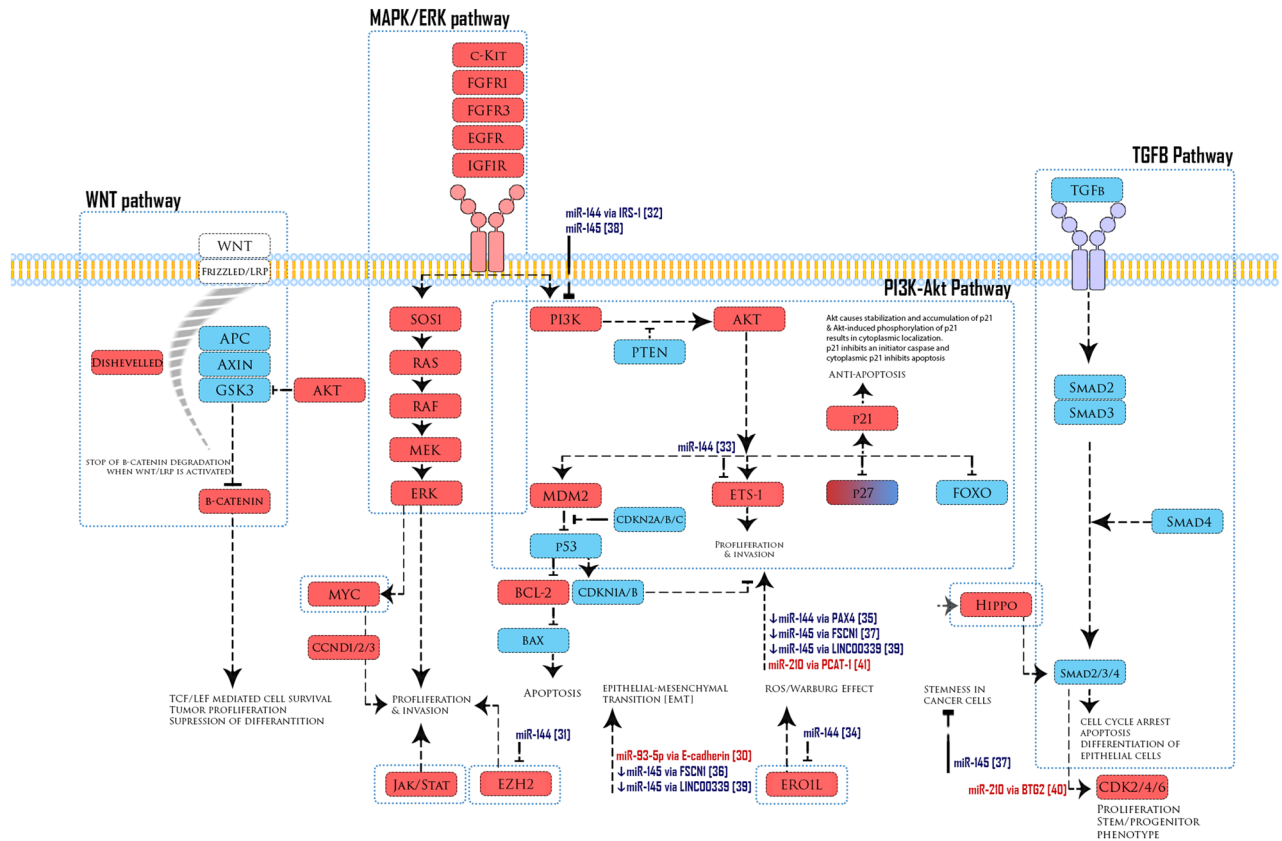 MAPK/ERK pathway
C-KIT
FGFR1
FGFR3
EGFR
IGF1R
TGFB Pathway
TGFB
WNT pathway
WNT
FRIZZLED/LRP
miR-144 via IRS-1 [32]
miR-145 [38]
PI3K-Akt Pathway
DISHEVELLED
APC
AXIN
GSK3
AKT
STOP OF B-CATENIN DEGRADATION
WHEN WNT/LRP IS ACTIVATED
B-CATENIN
SOS1
RAS
RAF
MEK
ERK
PI3K
PTEN
AKT
Akt causes stabilization and accumulation of p21
& Akt-induced phosphorylation of p21
results in cytoplasmic localization.
p21 inhibits an initiator caspase and
cytoplasmic p21 inhibits apoptosis
ANTI-APOPTOSIS
P21
miR-144 [33]
MDM2
ETS-1
P27
FOXO
CDKN2A/B/C
P53
PROFLIFERATION
& INVASION
SMAD2
SMAD3
SMAD4
MYC
CCND1/2/3
BCL-2
CDKN1A/B
BAX
APOPTOSIS
HIPPO
SMAD2/3/4
↓miR-144 via PAX4 [35]
↓miR-145 via FSCN1 [37]
↓miR-145 via LINC00339 [39]
miR-210 via PCAT-1 [41]
TCF/LEF MEDIATED CELL SURVIVAL
TUMOR PROFLIFERATION
SUPRESSION OF DIFFERANTITION
PROFLIFERATION
& INVASION
EPITHELIAL-MESENCHYMAL
TRANSITION [EMT]
ROS/WARBURG EFFECT
STEMNESS IN
CANCER CELLS
CELL CYCLE ARREST
APOPTOSIS
DIFFERENTIATION OF
EPITHELIAL CELLS
miR-144 [31]
JAK/STAT
EZH2
miR-93-5p via E-cadherin [30]
↓miR-145 via FSCN1 [36]
↓miR-145 via LINC00339 [39]
miR-144 [34]
ERO1L
miR-145 [37]
miR-210 via BTG2 [40]
CDK2/4/6
PROLIFERATION
STEM/PROGENITOR
PHENOTYPE